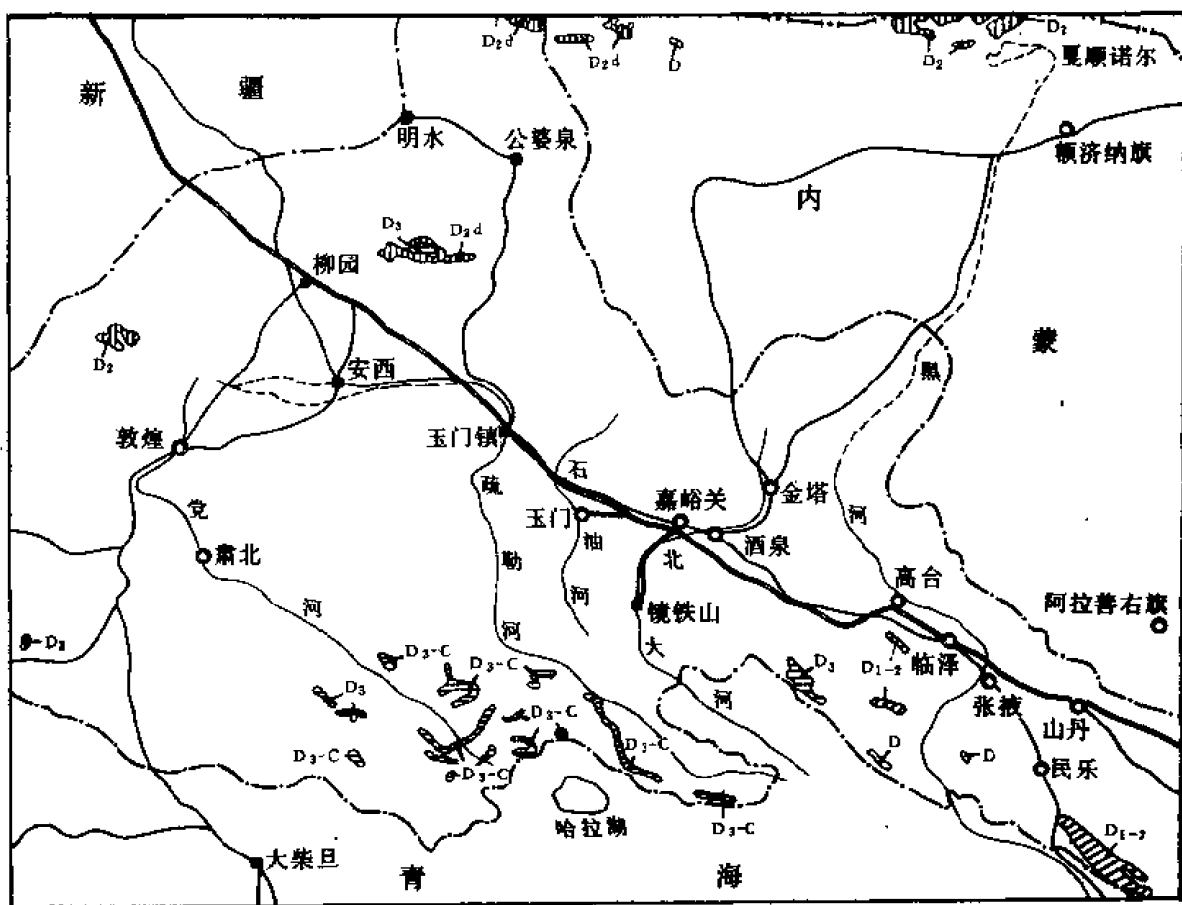 D₂d
D₂d
D
D₂
D₂
戛顺诺尔
新
疆
明水
公婆泉
额济纳旗
内
D₃
D₂d
柳园
D₂
安西
黑
蒙
敦煌
玉门镇
石
疏
嘉峪关
金塔
党
玉门
油
酒泉
河
北
肃北
勒
高台
河
河
镜铁山
阿拉善右旗
D₃-C
D₃-C
河
大
D₃
D₁₋₂
临泽
D₃
河
张掖
D₃-C
山丹
D₃-C
D₃-C
D
D
民乐
D₃-C
哈拉湖
D₃-C
大柴旦
青
海